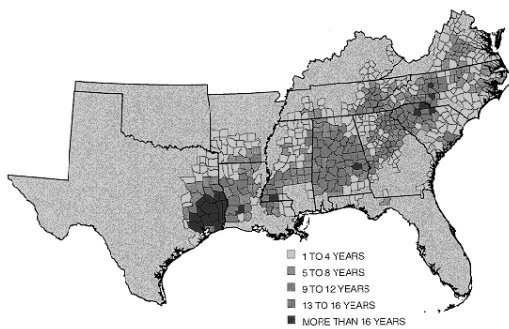 1 TO 4 YEARS
5 TO 8 YEARS
9 TO 12 YEARS
13 TO 16 YEARS
MORE THAN 16 YEARS